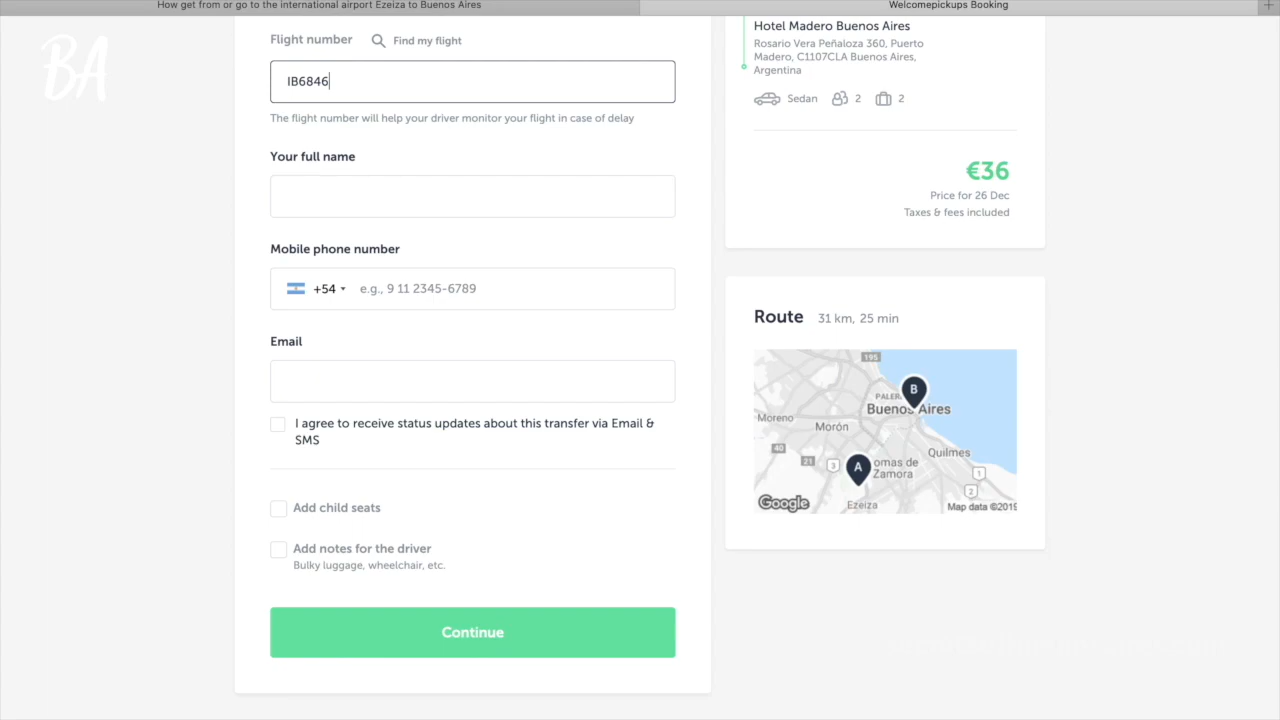 How get from or go to the international airport Ezeiza to Buenos Aires
Welcomepickups Booking
BA
Flight number
Find my flight
IB6846
The flight number will help your driver monitor your flight in case of delay
Your full name
Mobile phone number
+54
e.g., 9 11 2345-6789
Email
I agree to receive status updates about this transfer via Email &
SMS
Add child seats
Add notes for the driver
Bulky luggage, wheelchair, etc.
Continue
Hotel Madero Buenos Aires
Rosario Vera Peñaloza 360, Puerto
Madero, C1107CLA Buenos Aires,
Argentina
Sedan
2
2
€36
Price for 26 Dec
Taxes & fees included
Route
31 km, 25 min
195
B
PALER
Buenos Aires
Moreno
Morón
40
21
3
A
omas de
Zamora
Quilmes
1
2
Ezeiza
Google
Map data ©2019